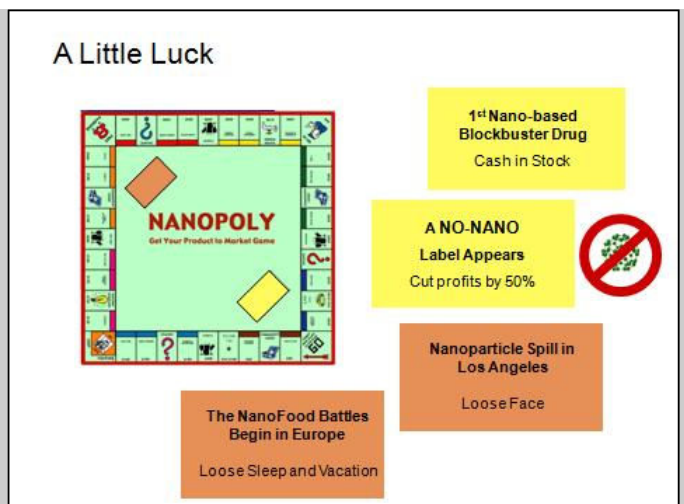 A Little Luck
NANOPOLY
Get Your Product to Market Game
GO
1st Nano-based
Blockbuster Drug
Cash in Stock
A NO-NANO
Label Appears
Cut profits by 50%
Nanoparticle Spill in
Los Angeles
Loose Face
The NanoFood Battles
Begin in Europe
Loose Sleep and Vacation